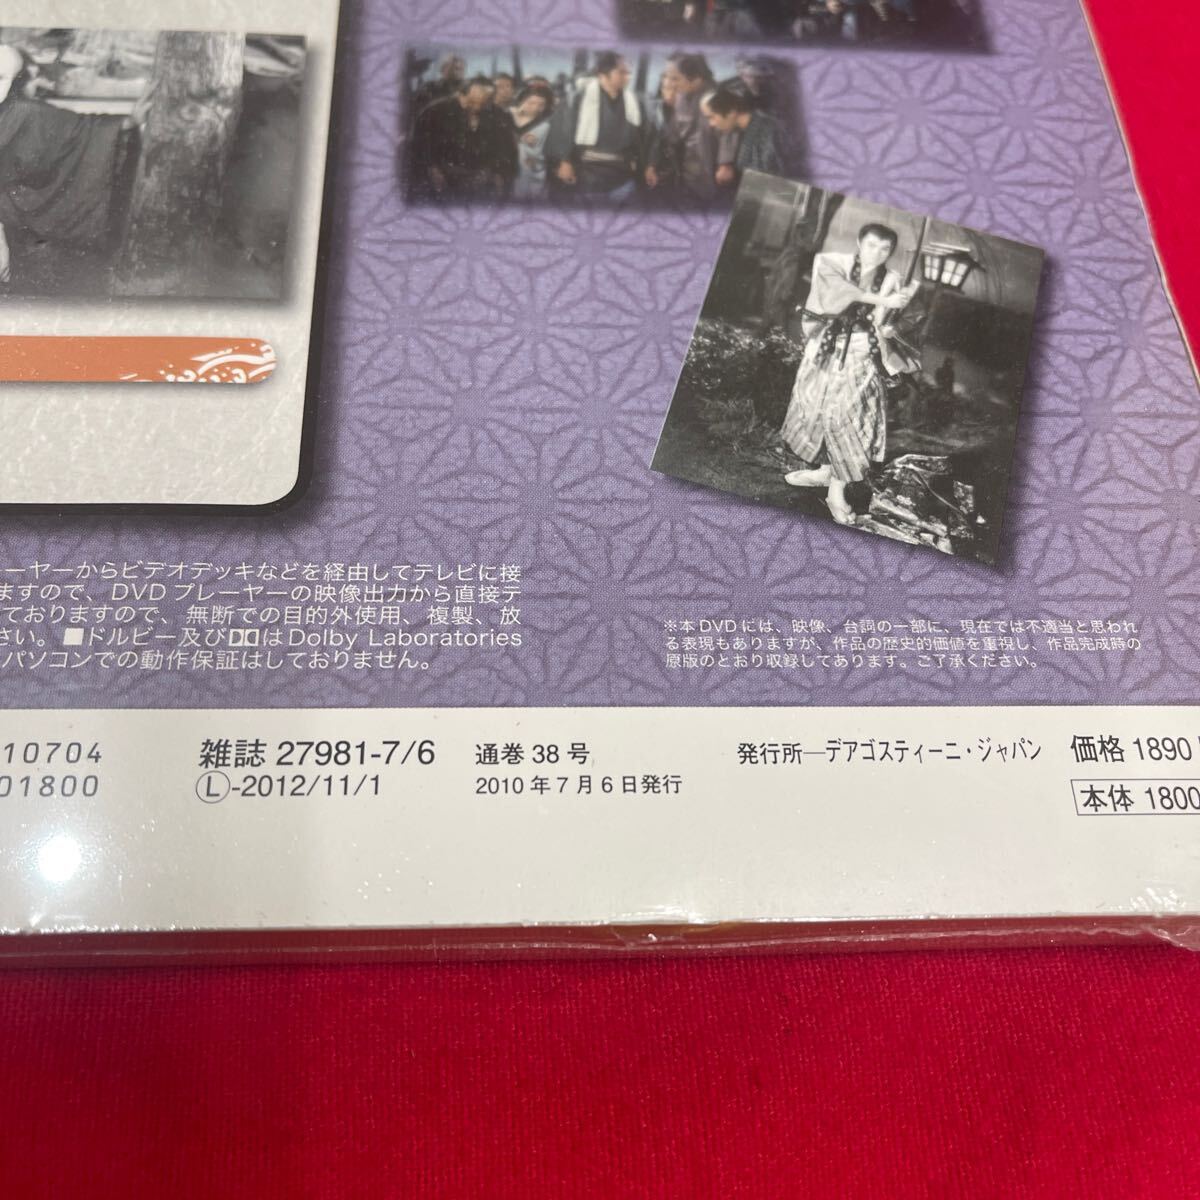 ーヤーからビデオデッキなどを経由してテレビに接
ますので、DVDプレーヤーの映像出力から直接テ
ておりますので、無断での目的外使用、複製、放
さい。■ドルビー及びはDolby Laboratories
パソコンでの動作保証はしておりません。
※本DVDには、映像、台詞の一部に、現在では不適当と思われ
る表現もありますが、作品の歴史的価値を重視し、作品完成時の
原版のとおり収録してあります。ご了承ください。
10704
01800
雑誌 27981-7/6
Ⓛ-2012/11/1
通巻 38 号
2010 年 7 月 6 日発行
発行所—デアゴスティーニ・ジャパン
価格 1890
本体 1800